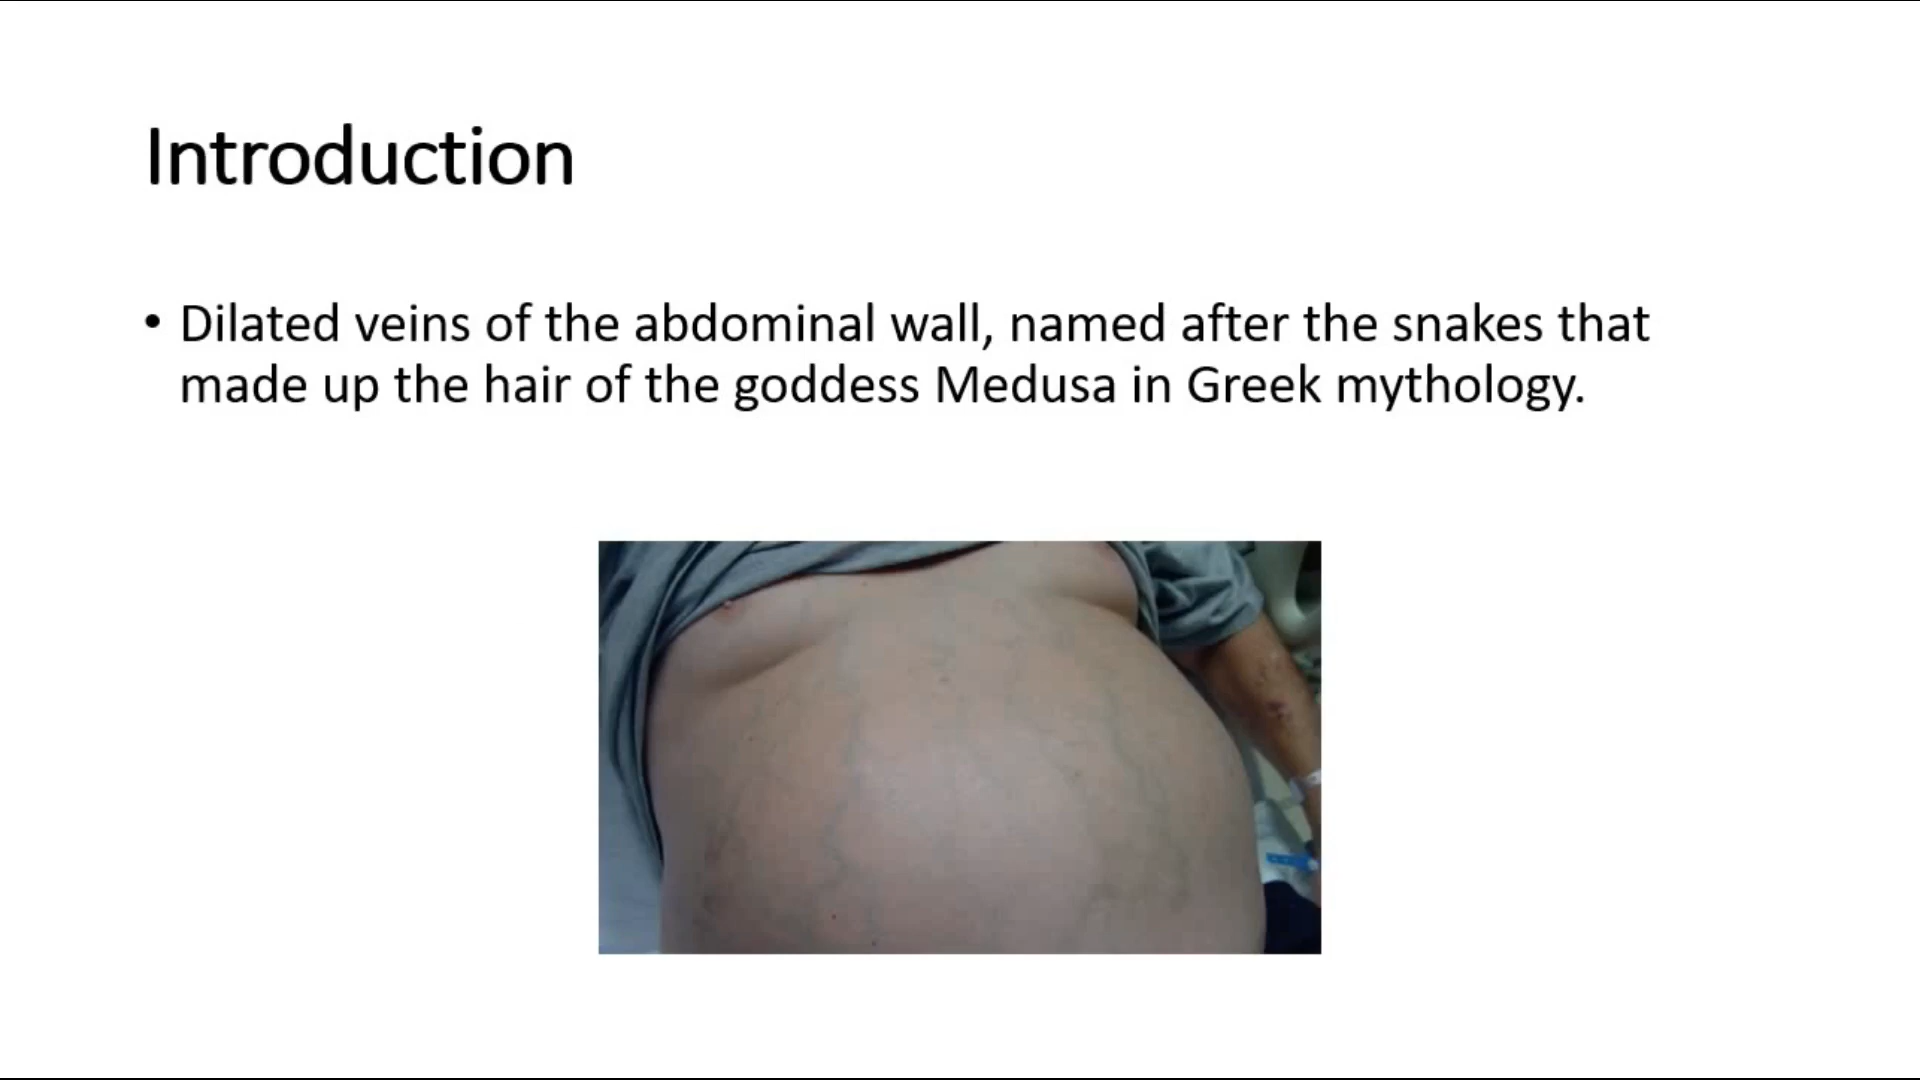 Introduction
• Dilated veins of the abdominal wall, named after the snakes that
made up the hair of the goddess Medusa in Greek mythology.